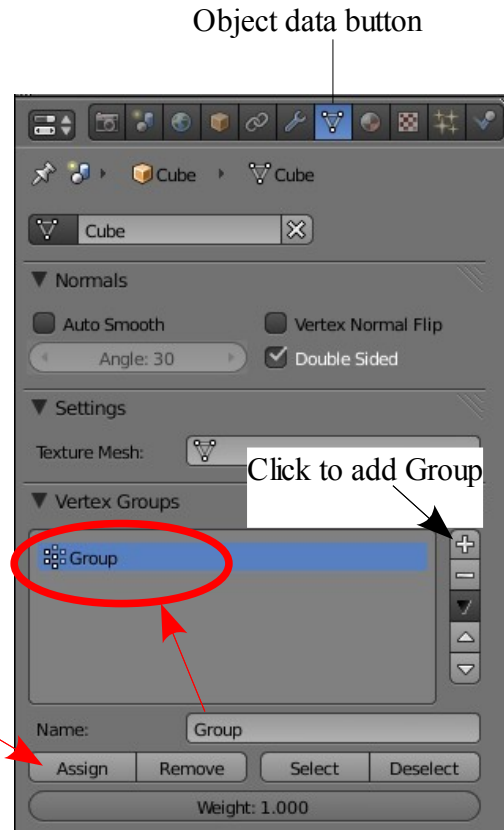 Object data button
Cube Cube
Cube
Normals
Auto Smooth Vertex Normal Flip
Angle: 30 Double Sided
Settings
Texture Mesh:
Click to add Group
Vertex Groups
Group
Name: Group
Assign Remove Select Deselect
Weight: 1.000